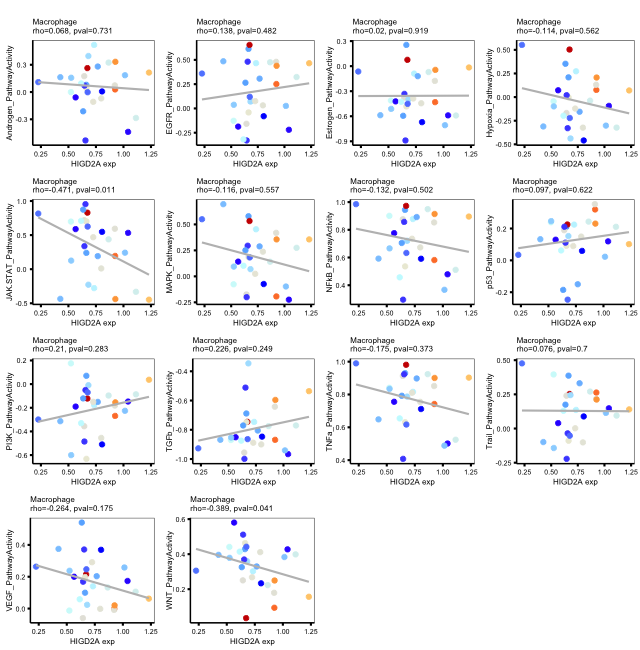 Macrophage
rho=0.068, pval=0.731
Androgen_PathwayActivity
0.3
0.0
-0.3
0.25
0.50
0.75
1.00
1.25
HIGD2A exp
Macrophage
rho=0.138, pval=0.482
EGFR_PathwayActivity
0.50
0.25
0.00
-0.25
0.25
0.50
0.75
1.00
1.25
HIGD2A exp
Macrophage
rho=0.02, pval=0.919
Estrogen_PathwayActivity
0.3
0.0
-0.3
-0.6
-0.9
0.25
0.50
0.75
1.00
1.25
HIGD2A exp
Macrophage
rho=-0.114, pval=0.562
Hypoxia_PathwayActivity
0.50
0.25
0.00
-0.25
-0.50
0.25
0.50
0.75
1.00
1.25
HIGD2A exp
Macrophage
rho=-0.471, pval=0.011
JAK-STAT_PathwayActivity
1.0
0.5
0.0
-0.5
0.25
0.50
0.75
1.00
1.25
HIGD2A exp
Macrophage
rho=-0.116, pval=0.557
MAPK_PathwayActivity
0.50
0.25
0.00
-0.25
0.25
0.50
0.75
1.00
1.25
HIGD2A exp
Macrophage
rho=-0.132, pval=0.502
NFkB_PathwayActivity
1.0
0.8
0.6
0.4
0.25
0.50
0.75
1.00
1.25
HIGD2A exp
Macrophage
rho=0.097, pval=0.622
p53_PathwayActivity
0.3
0.2
0.1
0.0
-0.1
-0.2
0.25
0.50
0.75
1.00
1.25
HIGD2A exp
Macrophage
rho=0.21, pval=0.283
PI3K_PathwayActivity
0.2
0.0
-0.2
-0.4
-0.6
0.25
0.50
0.75
1.00
1.25
HIGD2A exp
Macrophage
rho=0.226, pval=0.249
TGFb_PathwayActivity
-0.4
-0.6
-0.8
-1.0
0.25
0.50
0.75
1.00
1.25
HIGD2A exp
Macrophage
rho=-0.175, pval=0.373
TNFa_PathwayActivity
1.0
0.8
0.6
0.4
0.25
0.50
0.75
1.00
1.25
HIGD2A exp
Macrophage
rho=0.076, pval=0.7
Trail_PathwayActivity
0.50
0.25
0.00
-0.25
0.25
0.50
0.75
1.00
1.25
HIGD2A exp
Macrophage
rho=-0.264, pval=0.175
VEGF_PathwayActivity
0.4
0.2
0.0
0.25
0.50
0.75
1.00
1.25
HIGD2A exp
Macrophage
rho=-0.389, pval=0.041
WNT_PathwayActivity
0.6
0.4
0.2
0.25
0.50
0.75
1.00
1.25
HIGD2A exp